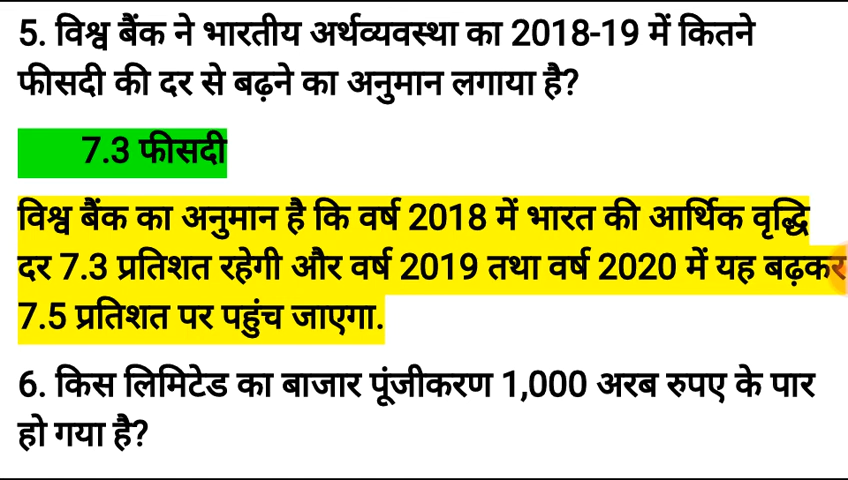 5. विश्व बैंक ने भारतीय अर्थव्यवस्था का 2018-19 में कितने
फीसदी की दर से बढ़ने का अनुमान लगाया है?
7.3 फीसदी
विश्व बैंक का अनुमान है कि वर्ष 2018 में भारत की आर्थिक वृद्धि
दर 7.3 प्रतिशत रहेगी और वर्ष 2019 तथा वर्ष 2020 में यह बढ़कर
7.5 प्रतिशत पर पहुंच जाएगा.
6. किस लिमिटेड का बाजार पूंजीकरण 1,000 अरब रुपए के पार
हो गया है?